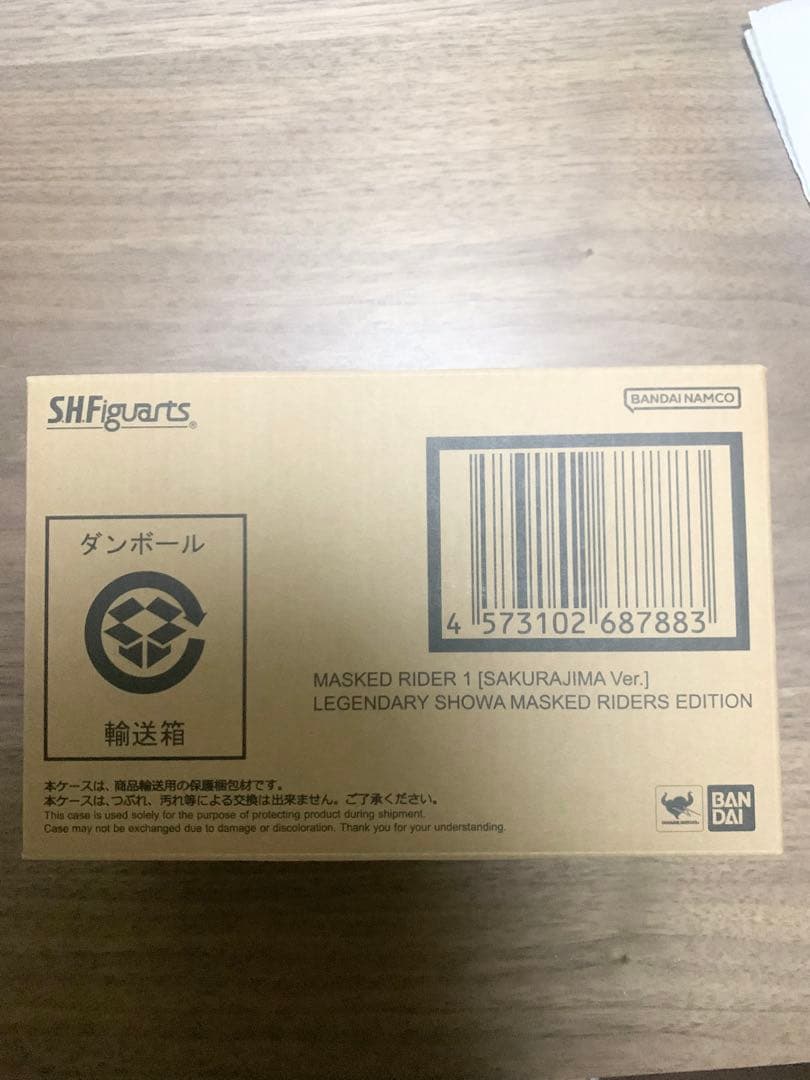 S.H.Figuarts®
BANDAI NAMCO
ダンボール
輸送箱
4 573102 687883
MASKED RIDER 1 [SAKURAJIMA Ver.]
LEGENDARY SHOWA MASKED RIDERS EDITION
本ケースは、商品輸送用の保護梱包材です。
本ケースは、つぶれ、汚れ等による交換は出来ません。ご了承ください。
This case is used solely for the purpose of protecting product during shipment.
Case may not be exchanged due to damage or discoloration. Thank you for your understanding.
BAN
DAI